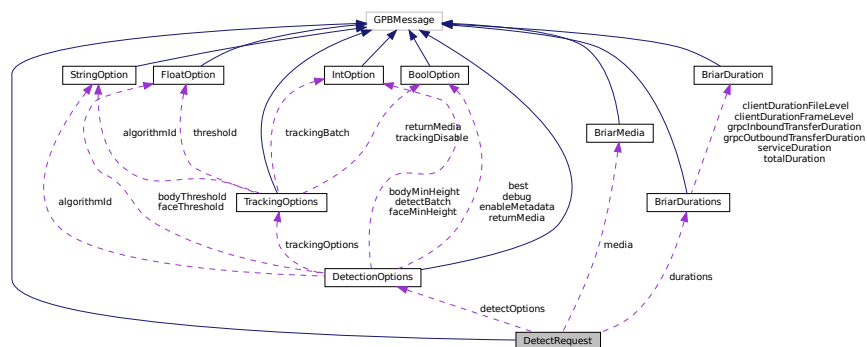 GPBMessage
StringOption
FloatOption
IntOption
BoolOption
BriarDuration
clientDurationFileLevel
clientDurationFrameLevel
grpcInboundTransferDuration
grpcOutboundTransferDuration
serviceDuration
totalDuration
algorithmId
threshold
trackingBatch
returnMedia
trackingDisable
BriarMedia
algorithmId
bodyThreshold
faceThreshold
TrackingOptions
bodyMinHeight
detectBatch
faceMinHeight
best
debug
enableMetadata
returnMedia
BriarDurations
trackingOptions
media
DetectionOptions
durations
detectOptions
DetectRequest